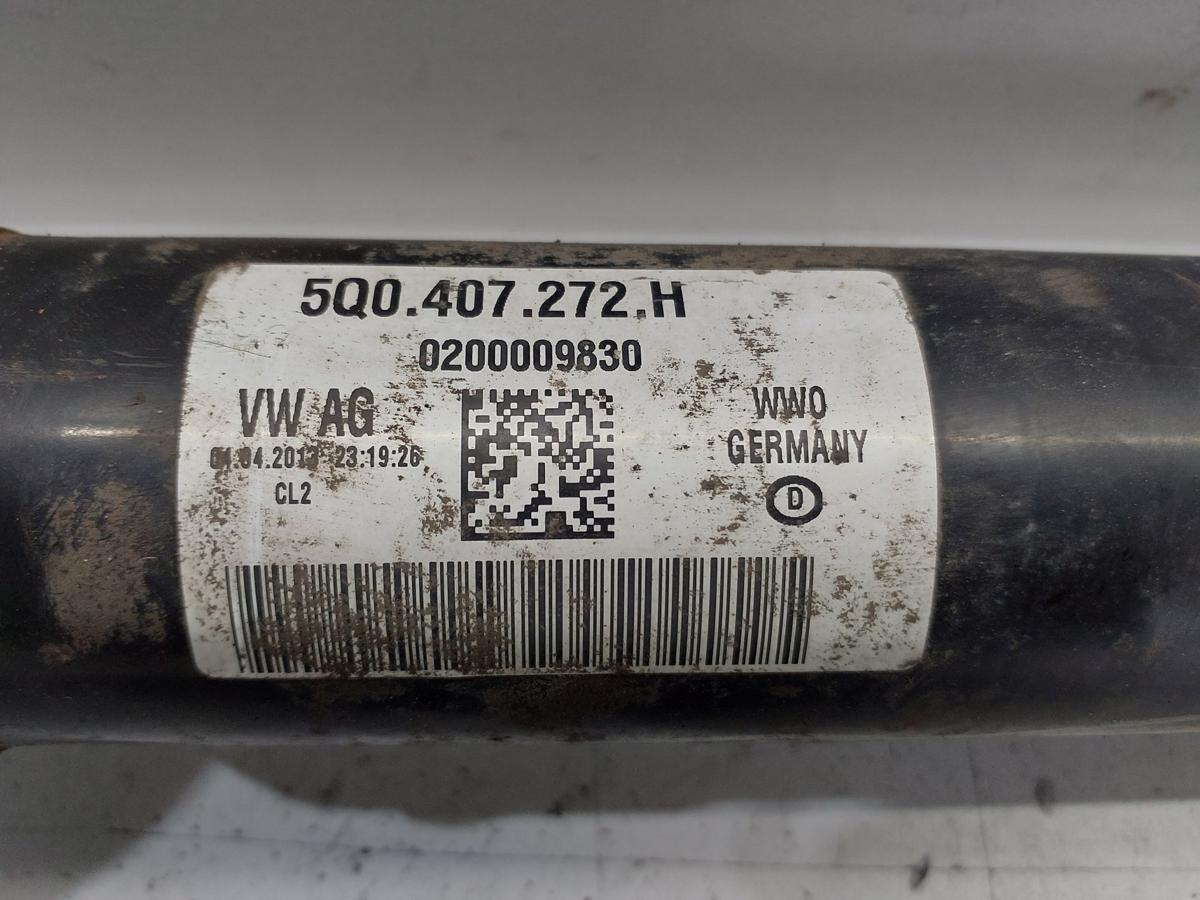 5Q0.407.272.H
0200009830
VW AG
23:19:26
CL2
WWO
GERMANY
D